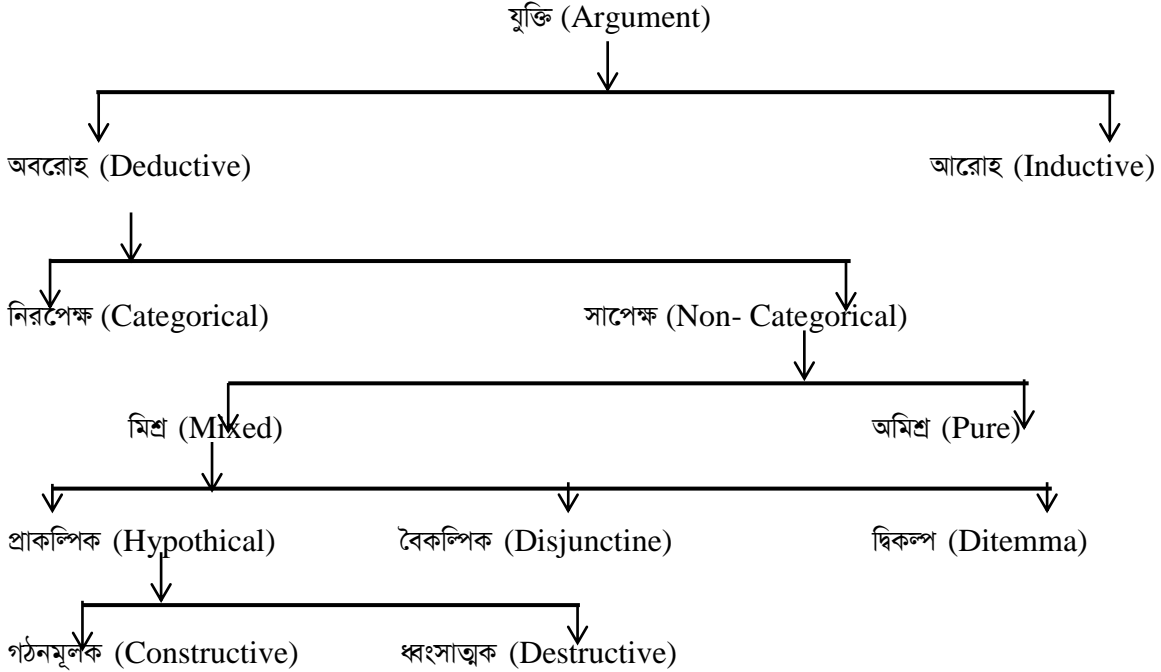 যুক্তি (Argument)
অবরোহ (Deductive) আরোহ (Inductive)
নিরপেক্ষ (Categorical) সাপেক্ষ (Non- Categorical)
মিশ্র (Mixed) অমিশ্র (Pure)
প্রাকল্পিক (Hypothical) বৈকল্পিক (Disjunctine) দ্বিকল্প (Ditemma)
গঠনমূলক (Constructive) ধ্বংসাত্মক (Destructive)